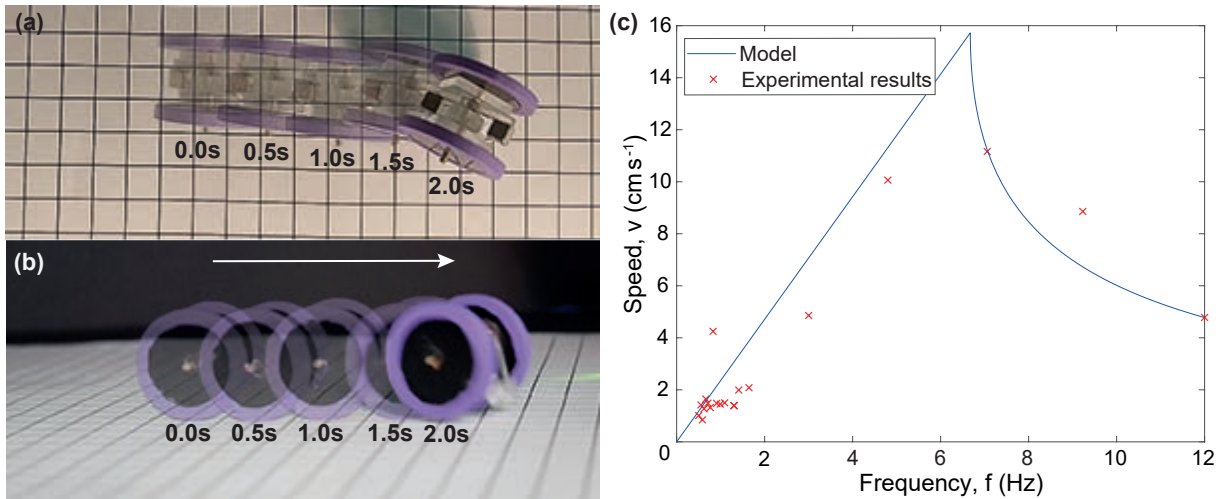 (a)
0.0s 0.5s 1.0s 1.5s 2.0s
(b)
0.0s 0.5s 1.0s 1.5s 2.0s
(c)
16
14
12
10
8
6
4
2
0
Speed, v (cm s⁻¹)
Model
Experimental results
2 4 6 8 10 12
Frequency, f (Hz)